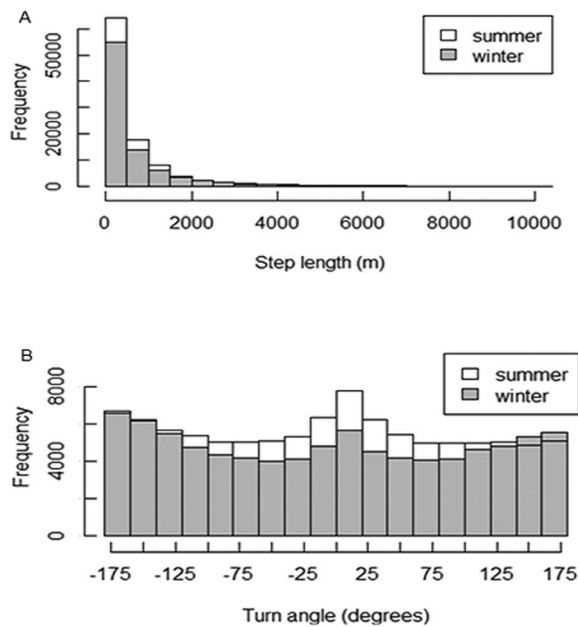 A
summer
winter
Frequency
0
20000
50000
0
2000
4000
6000
8000
10000
Step length (m)
B
summer
winter
Frequency
0
4000
8000
-175
-125
-75
-25
25
75
125
175
Turn angle (degrees)